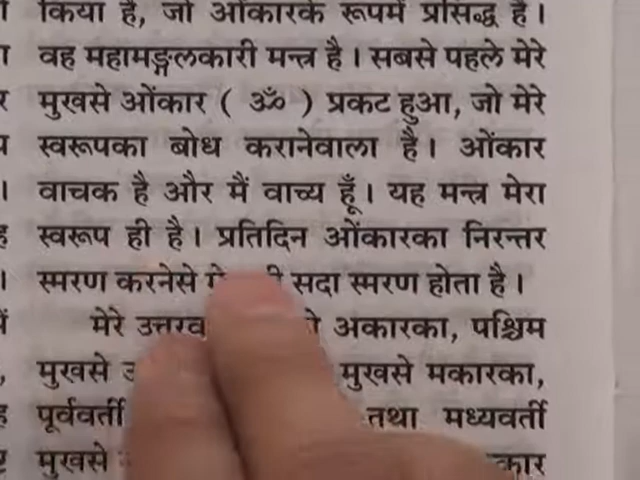 किया है, जो ओंकारके रूपमें प्रसिद्ध है।
वह महामङ्गलकारी मन्त्र है। सबसे पहले मेरे
मुखसे ओंकार ( ॐ ) प्रकट हुआ, जो मेरे
स्वरूपका बोध करानेवाला है। ओंकार
वाचक है और मैं वाच्य हूँ। यह मन्त्र मेरा
स्वरूप ही है। प्रतिदिन ओंकारका निरन्तर
स्मरण करनेसे सदा स्मरण होता है।
मेरे अकारका, पश्चिम
मुखसे मुखसे मकारका,
पूर्ववर्ती तथा मध्यवर्ती
मुखसे